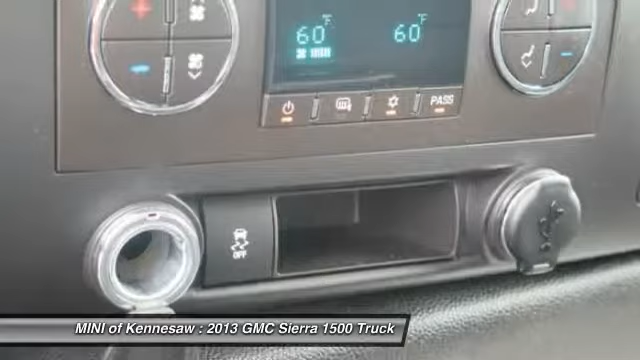 60°F 60°F
PASS
OFF
MINI of Kennesaw : 2013 GMC Sierra 1500 Truck